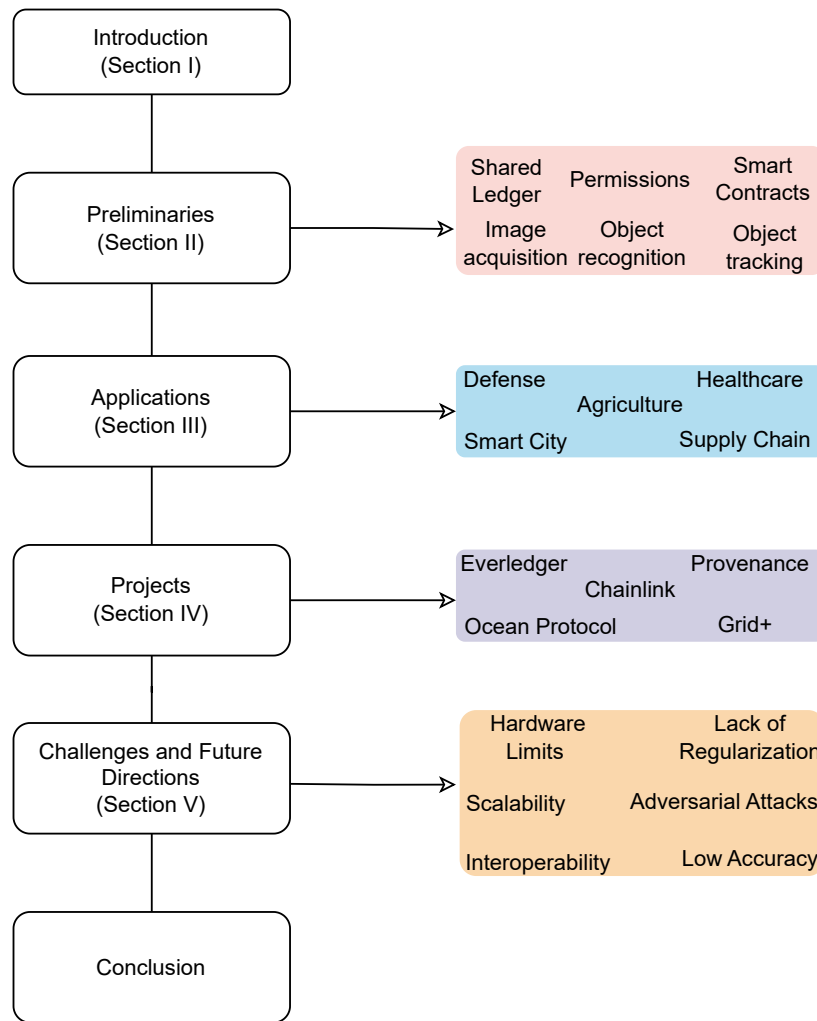 Introduction
(Section I)
Preliminaries
(Section II)
Shared
Ledger
Permissions
Smart
Contracts
Image
acquisition
Object
recognition
Object
tracking
Applications
(Section III)
Defense
Healthcare
Agriculture
Smart City
Supply Chain
Projects
(Section IV)
Everledger
Provenance
Chainlink
Ocean Protocol
Grid+
Challenges and Future
Directions
(Section V)
Hardware
Limits
Lack of
Regularization
Scalability
Adversarial Attacks
Interoperability
Low Accuracy
Conclusion